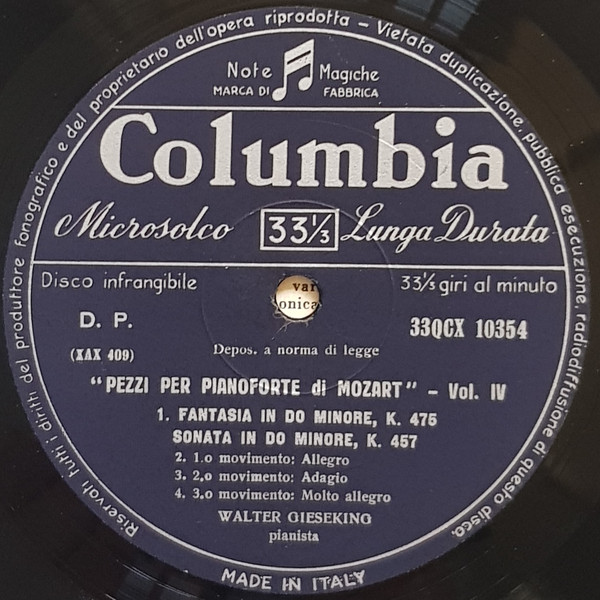 Riservati tutti i diritti del produttore fonografico e del proprietario dell'opera riprodotta - Vietata duplicazione, pubblica esecuzione, radiodiffusione di questo disco.
Note Magiche
MARCA DI FABBRICA
Columbia
Microsolco 33⅓ Lunga Durata
Disco infrangibile 33⅓ giri al minuto
var
onica
D. P. 33QCX 10354
(XAX 409)
Depos. a norma di legge
"PEZZI PER PIANOFORTE di MOZART" - Vol. IV
1. FANTASIA IN DO MINORE, K. 475
SONATA IN DO MINORE, K. 457
2. 1.o movimento: Allegro
3. 2.o movimento: Adagio
4. 3.o movimento: Molto allegro
WALTER GIESEKING
pianista
MADE IN ITALY